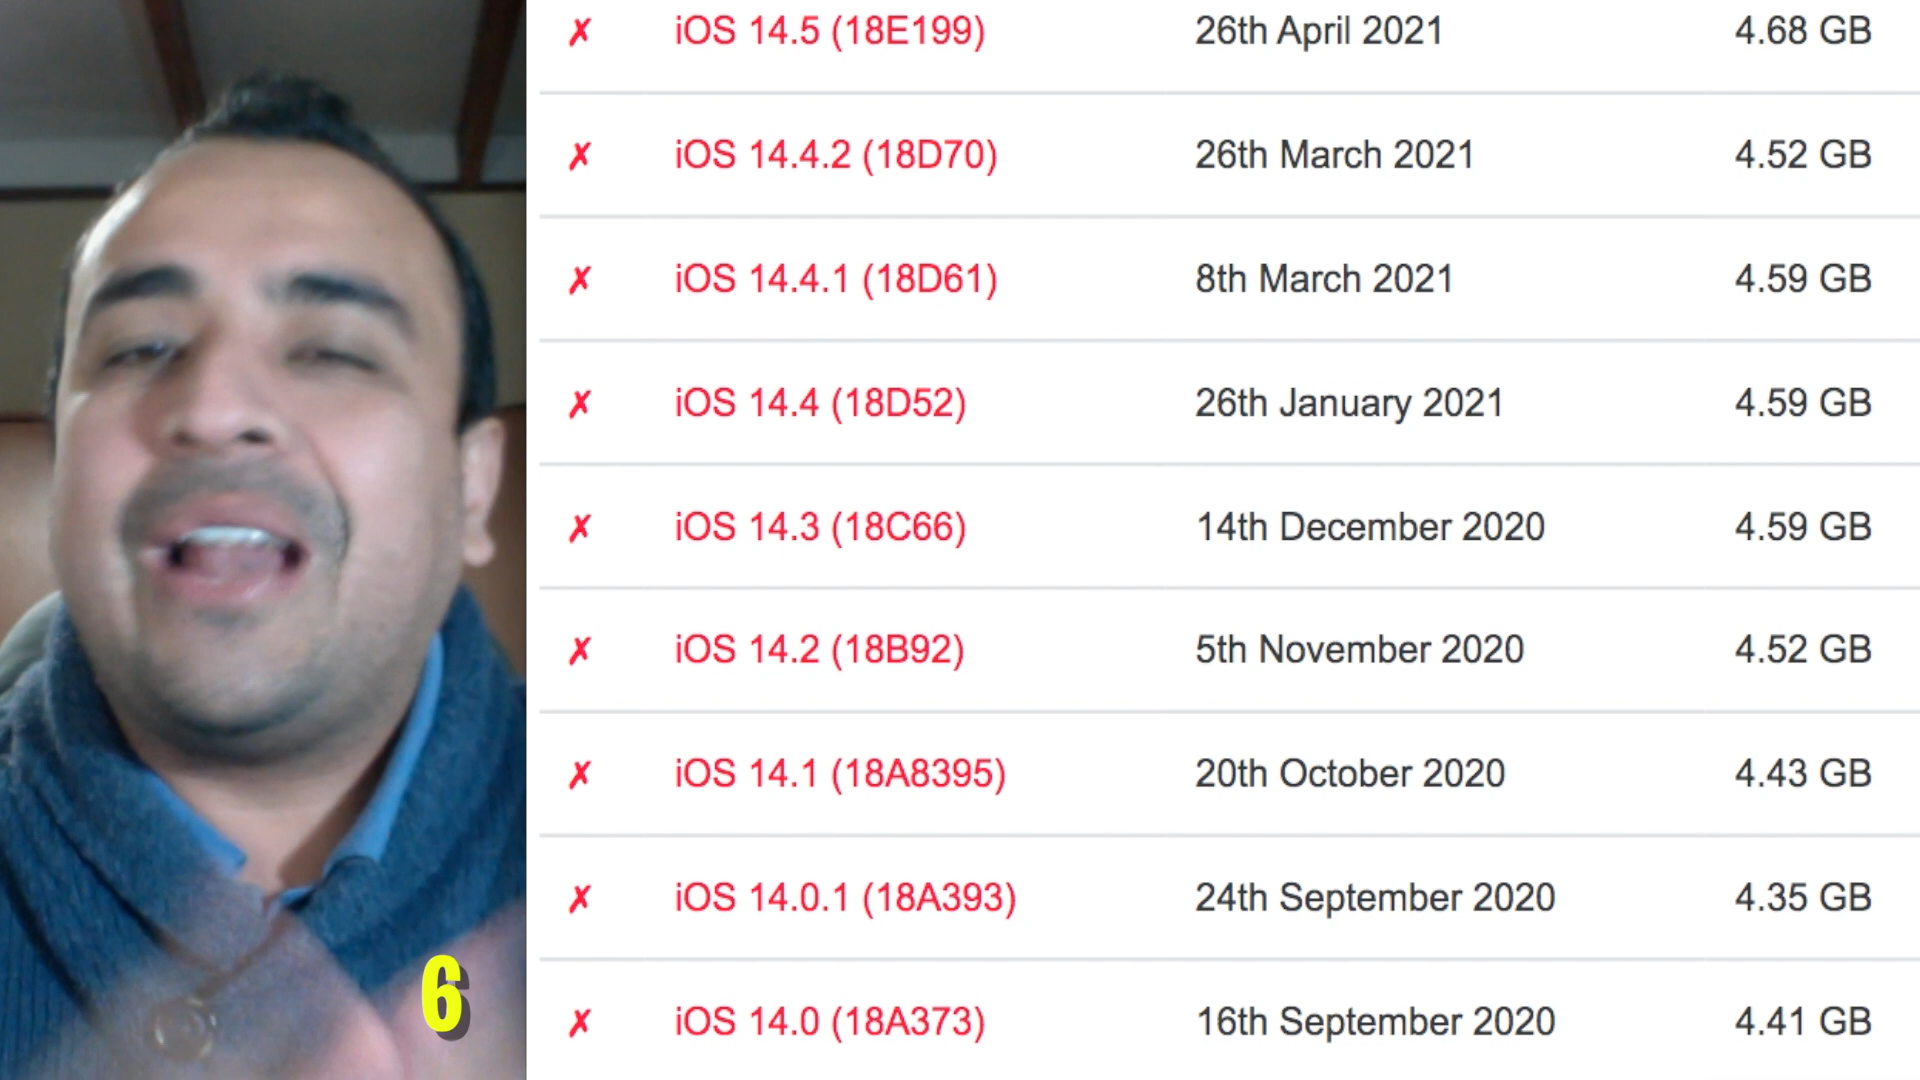 ✗ iOS 14.5 (18E199) 26th April 2021 4.68 GB
✗ iOS 14.4.2 (18D70) 26th March 2021 4.52 GB
✗ iOS 14.4.1 (18D61) 8th March 2021 4.59 GB
✗ iOS 14.4 (18D52) 26th January 2021 4.59 GB
✗ iOS 14.3 (18C66) 14th December 2020 4.59 GB
✗ iOS 14.2 (18B92) 5th November 2020 4.52 GB
✗ iOS 14.1 (18A8395) 20th October 2020 4.43 GB
✗ iOS 14.0.1 (18A393) 24th September 2020 4.35 GB
✗ iOS 14.0 (18A373) 16th September 2020 4.41 GB
6